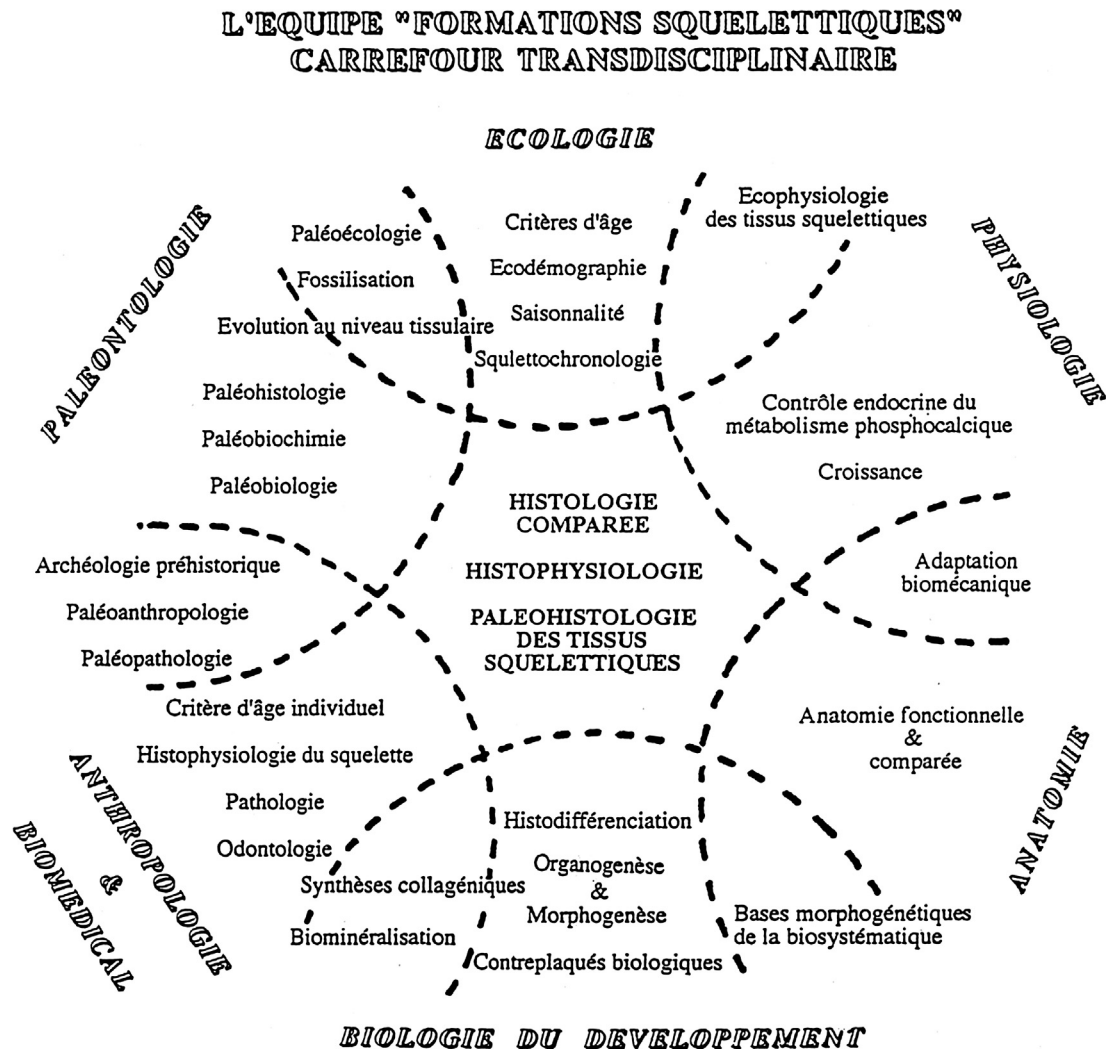 L'EQUIPE "FORMATIONS SQUELETTIQUES"
CARREFOUR TRANSDISCIPLINAIRE
ECOLOGIE
PALEONTOLOGIE
Paléoécologie
Fossilisation
Evolution au niveau tissulaire
Paléohistologie
Paléobiochimie
Paléobiologie
Critères d'âge
Ecodémographie
Saisonnalité
Squlettochronologie
Ecophysiologie
des tissus squelettiques
PHYSIOLOGIE
Contrôle endocrine du
métabolisme phosphocalcique
Croissance
HISTOLOGIE
COMPAREE
HISTOPHYSIOLOGIE
PALEOHISTOLOGIE
DES TISSUS
SQUELETTIQUES
Archéologie préhistorique
Paléoanthropologie
Paléopathologie
Adaptation
biomécanique
Critère d'âge individuel
Histophysiologie du squelette
Pathologie
Odontologie
ANTHROPOLOGIE
&
BIOMEDICAL
Anatomie fonctionnelle
&
comparée
ANATOMIE
Synthèses collagéniques
Biominéralisation
Histodifférenciation
Organogenèse
&
Morphogenèse
Contreplaqués biologiques
Bases morphogénétiques
de la biosystématique
BIOLOGIE DU DEVELOPPEMENT